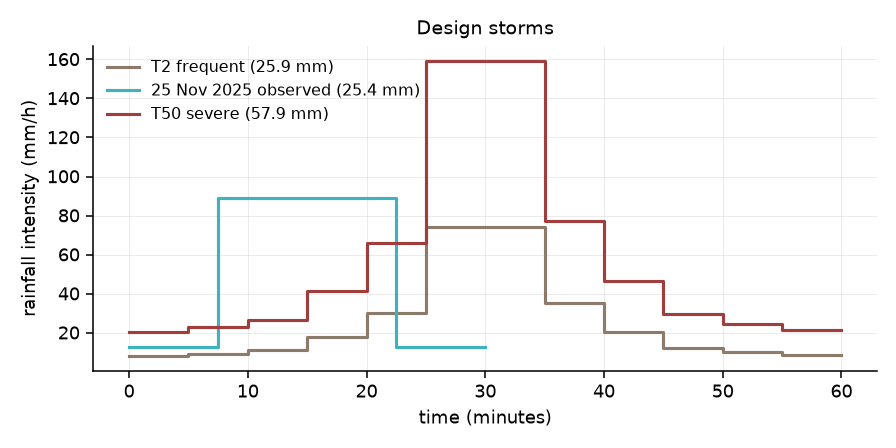 Design storms
T2 frequent (25.9 mm)
25 Nov 2025 observed (25.4 mm)
T50 severe (57.9 mm)
rainfall intensity (mm/h)
160
140
120
100
80
60
40
20
0 10 20 30 40 50 60
time (minutes)